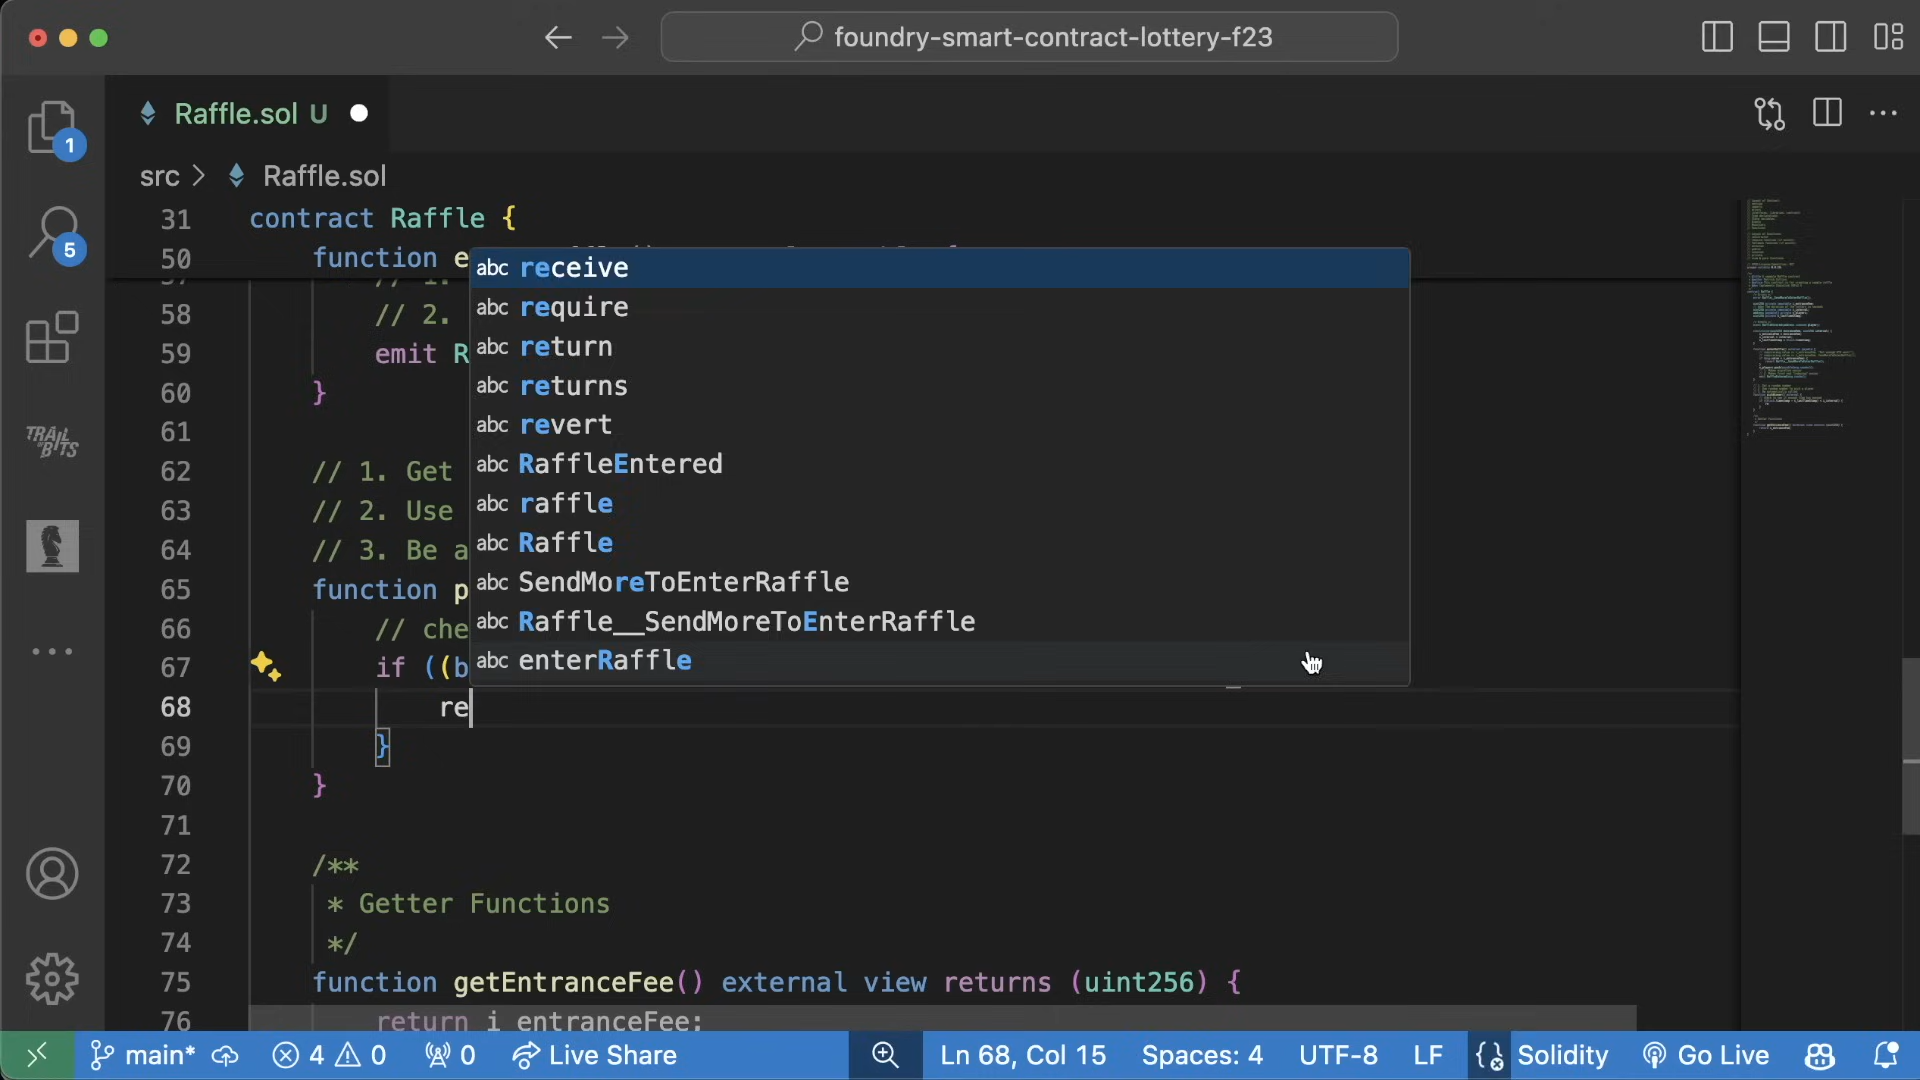 foundry-smart-contract-lottery-f23
1
Raffle.sol U
src > Raffle.sol
5
31 contract Raffle {
50 function e
58 // 2.
59 emit R
60 }
61
62 // 1. Get
63 // 2. Use
64 // 3. Be a
65 function p
66 // che
67 if ((b
68 re
69 }
70 }
71
72 /**
73 * Getter Functions
74 */
75 function getEntranceFee() external view returns (uint256) {
76 return i_entranceFee;
abc receive
abc require
abc return
abc returns
abc revert
abc RaffleEntered
abc raffle
abc Raffle
abc SendMoreToEnterRaffle
abc Raffle__SendMoreToEnterRaffle
abc enterRaffle
TRAIL OF BITS
main* 4 0 0 Live Share Ln 68, Col 15 Spaces: 4 UTF-8 LF Solidity Go Live